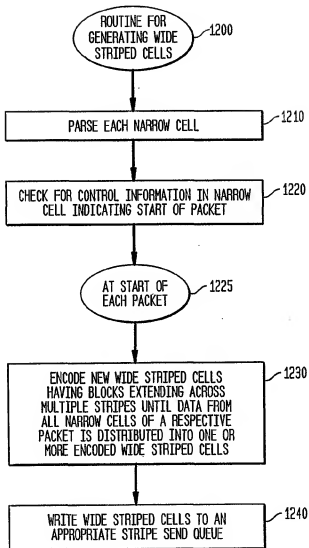 ROUTINE FOR
GENERATING WIDE
STRIPED CELLS
1200
PARSE EACH NARROW CELL
1210
CHECK FOR CONTROL INFORMATION IN NARROW
CELL INDICATING START OF PACKET
1220
AT START OF
EACH PACKET
1225
ENCODE NEW WIDE STRIPED CELLS
HAVING BLOCKS EXTENDING ACROSS
MULTIPLE STRIPES UNTIL DATA FROM
ALL NARROW CELLS OF A RESPECTIVE
PACKET IS DISTRIBUTED INTO ONE OR
MORE ENCODED WIDE STRIPED CELLS
1230
WRITE WIDE STRIPED CELLS TO AN
APPROPRIATE STRIPE SEND QUEUE
1240